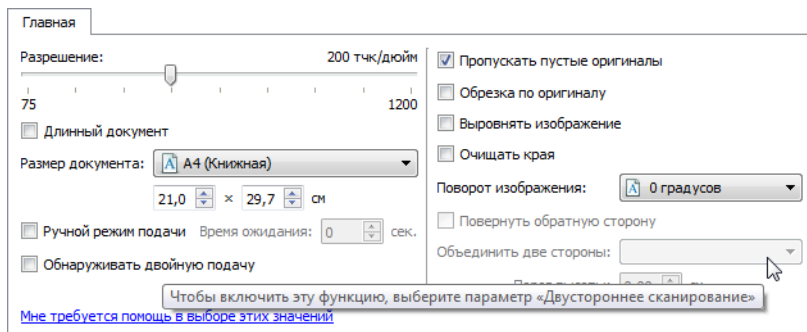 Главная
Разрешение: 200 тчк/дюйм
75 1200
Длинный документ
Размер документа: А4 (Книжная)
21,0 × 29,7 см
Ручной режим подачи Время ожидания: 0 сек.
Обнаруживать двойную подачу
Мне требуется помощь в выборе этих значений
Пропускать пустые оригиналы
Обрезка по оригиналу
Выровнять изображение
Очищать края
Поворот изображения: 0 градусов
Повернуть обратную сторону
Объединить две стороны:
Чтобы включить эту функцию, выберите параметр «Двустороннее сканирование»